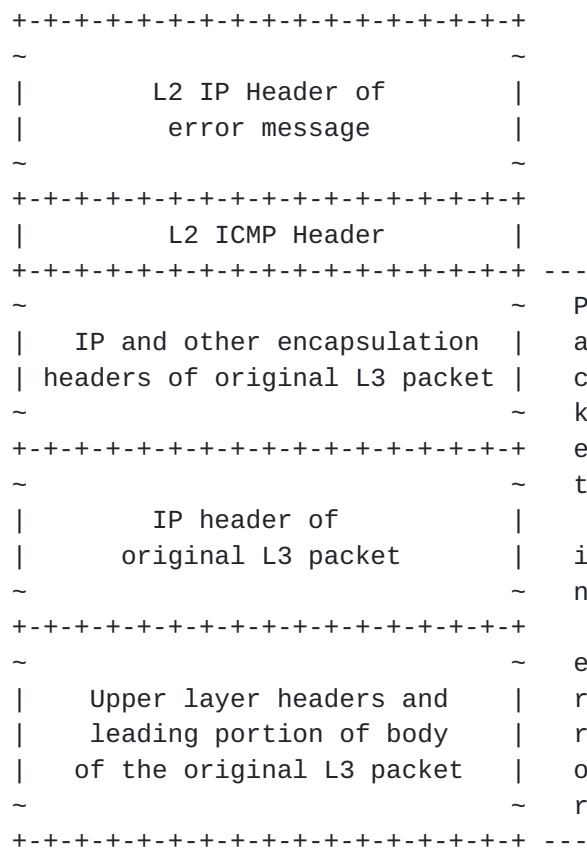 +-+-+-+-+-+-+-+-+-+-+-+-+-+-+-+-+
~                               ~
|        L2 IP Header of        |
|         error message         |
~                               ~
+-+-+-+-+-+-+-+-+-+-+-+-+-+-+-+-+
|         L2 ICMP Header        |
+-+-+-+-+-+-+-+-+-+-+-+-+-+-+-+-+ ---
~                               ~   P
|   IP and other encapsulation  |   a
| headers of original L3 packet |   c
~                               ~   k
+-+-+-+-+-+-+-+-+-+-+-+-+-+-+-+-+   e
~                               ~   t
|        IP header of           |
|      original L3 packet       |   i
~                               ~   n
+-+-+-+-+-+-+-+-+-+-+-+-+-+-+-+-+
~                               ~   e
|    Upper layer headers and    |   r
|    leading portion of body    |   r
|   of the original L3 packet   |   o
~                               ~   r
+-+-+-+-+-+-+-+-+-+-+-+-+-+-+-+-+ ---